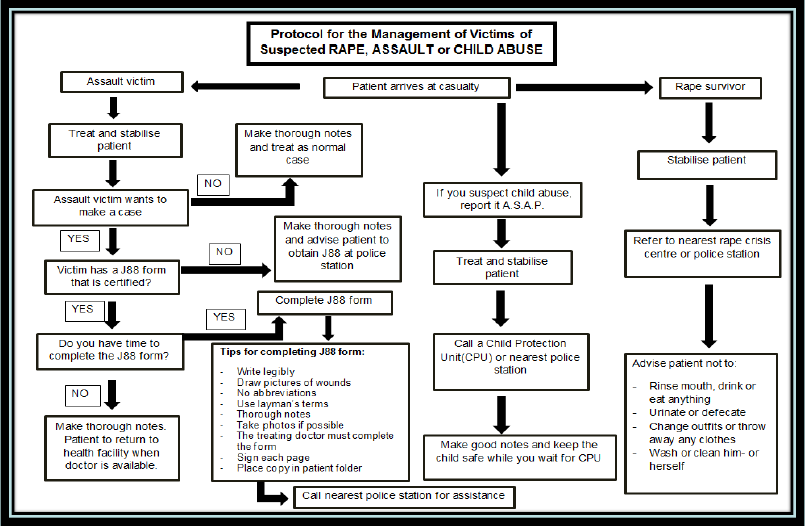 Protocol for the Management of Victims of
Suspected RAPE, ASSAULT or CHILD ABUSE
Assault victim
Patient arrives at casualty
Rape survivor
Treat and stabilise
patient
Make thorough notes
and treat as normal
case
NO
Assault victim wants to
make a case
YES
Make thorough notes
and advise patient to
obtain J88 at police
station
NO
Victim has a J88 form
that is certified?
YES
Complete J88 form
YES
Do you have time to
complete the J88 form?
NO
Make thorough notes.
Patient to return to
health facility when
doctor is available.
Tips for completing J88 form:
- Write legibly
- Draw pictures of wounds
- No abbreviations
- Use layman's terms
- Thorough notes
- Take photos if possible
- The treating doctor must complete
the form
- Sign each page
- Place copy in patient folder
Call nearest police station for assistance
If you suspect child abuse,
report it A.S.A.P.
Treat and stabilise
patient
Call a Child Protection
Unit(CPU) or nearest police
station
Make good notes and keep the
child safe while you wait for CPU
Stabilise patient
Refer to nearest rape crisis
centre or police station
Advise patient not to:
- Rinse mouth, drink or
eat anything
- Urinate or defecate
- Change outfits or throw
away any clothes
- Wash or clean him- or
herself